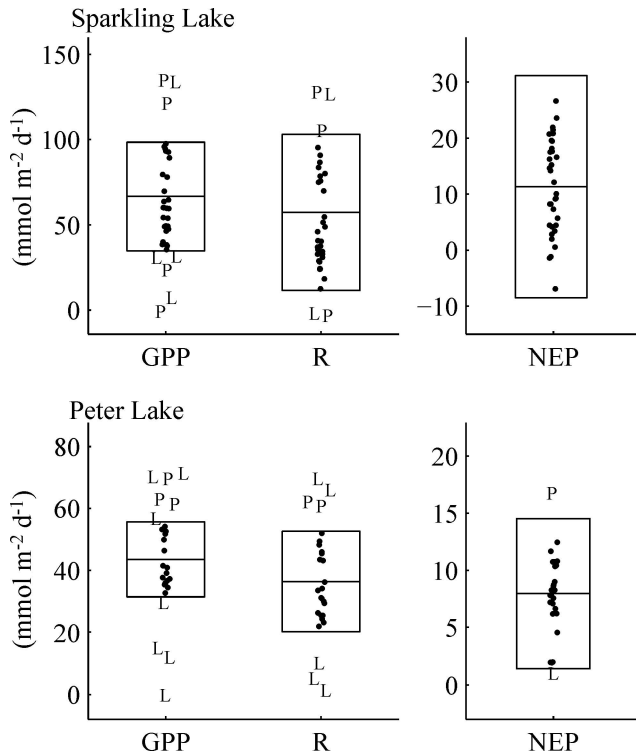 Sparkling Lake
(mmol m-2 d-1)
150
100
50
0
P L
P
L L
P
P L
P L
P
L P
30
20
10
0
−10
GPP
R
NEP
Peter Lake
(mmol m-2 d-1)
80
60
40
20
0
L P L
P P
L
L
L L
L
L L
P P
L
L L
20
15
10
5
0
P
L
GPP
R
NEP